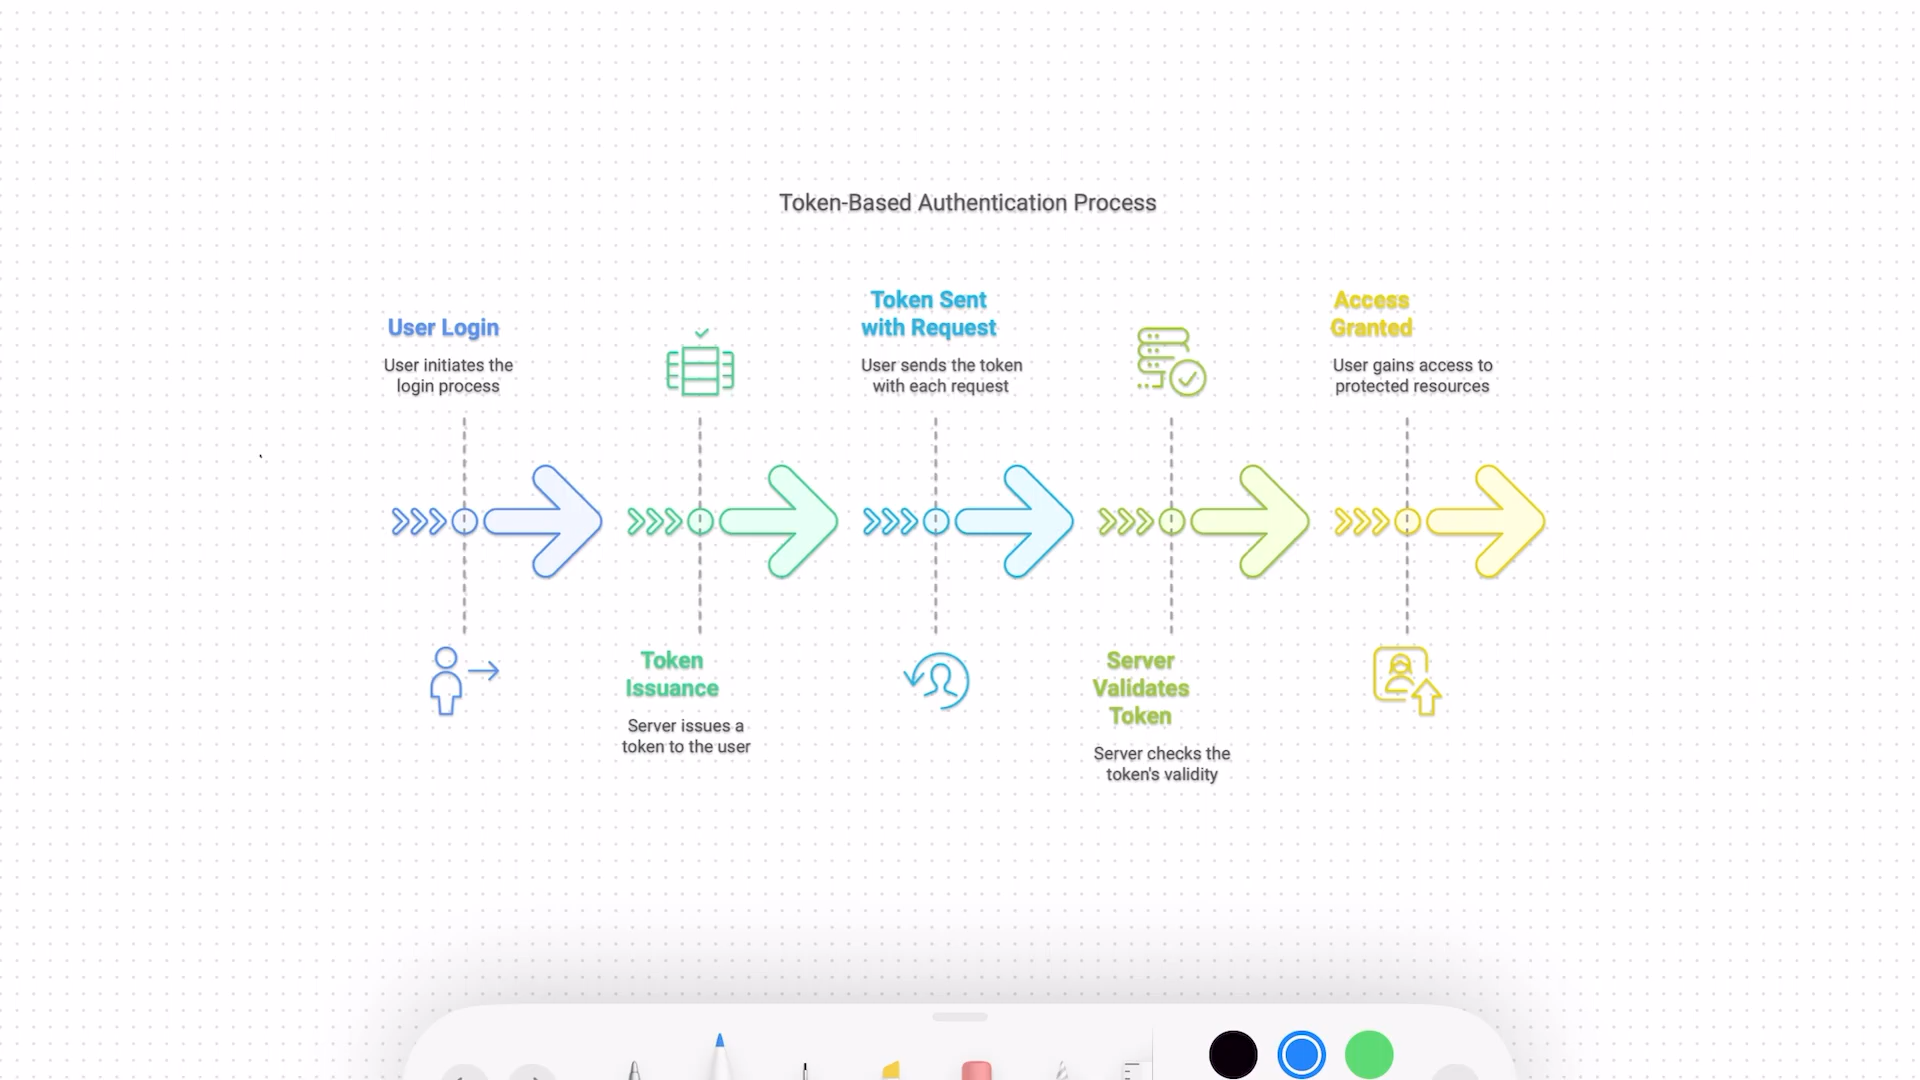 Token-Based Authentication Process
User Login
User initiates the
login process
Token
Issuance
Server issues a
token to the user
Token Sent
with Request
User sends the token
with each request
Server
Validates
Token
Server checks the
token's validity
Access
Granted
User gains access to
protected resources